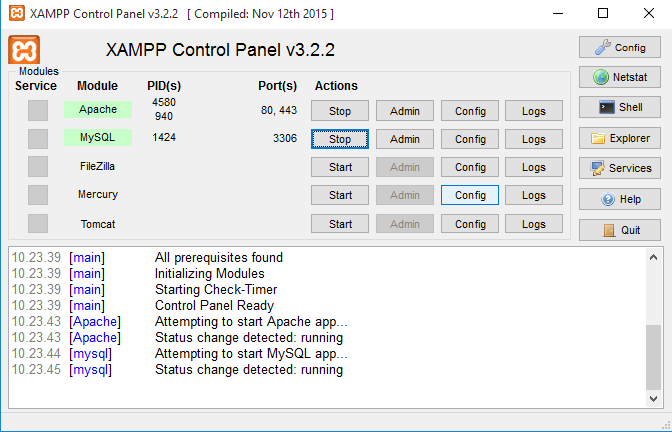 XAMPP Control Panel v3.2.2 [ Compiled: Nov 12th 2015 ]
XAMPP Control Panel v3.2.2
Config
Modules
Service Module PID(s) Port(s) Actions
Netstat
Apache 4580 940 80, 443 Stop Admin Config Logs
Shell
MySQL 1424 3306 Stop Admin Config Logs
Explorer
FileZilla Start Admin Config Logs
Services
Mercury Start Admin Config Logs
Help
Tomcat Start Admin Config Logs
Quit
10.23.39 [main] All prerequisites found
10.23.39 [main] Initializing Modules
10.23.39 [main] Starting Check-Timer
10.23.39 [main] Control Panel Ready
10.23.43 [Apache] Attempting to start Apache app...
10.23.43 [Apache] Status change detected: running
10.23.44 [mysql] Attempting to start MySQL app...
10.23.45 [mysql] Status change detected: running